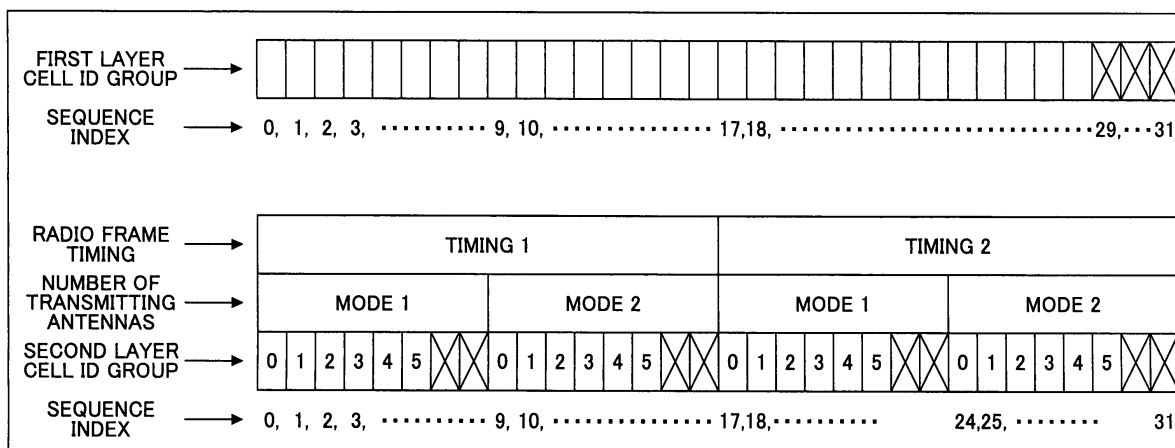 FIRST LAYER
CELL ID GROUP
SEQUENCE
INDEX
0, 1, 2, 3, ·········· 9, 10, ·············· 17,18, ·························· 29, ··· 31
RADIO FRAME
TIMING
TIMING 1 TIMING 2
NUMBER OF
TRANSMITTING
ANTENNAS
MODE 1 MODE 2 MODE 1 MODE 2
SECOND LAYER
CELL ID GROUP
0 1 2 3 4 5 0 1 2 3 4 5 0 1 2 3 4 5 0 1 2 3 4 5
SEQUENCE
INDEX
0, 1, 2, 3, ·········· 9, 10, ·············· 17,18,·········· 24,25, ········ 31